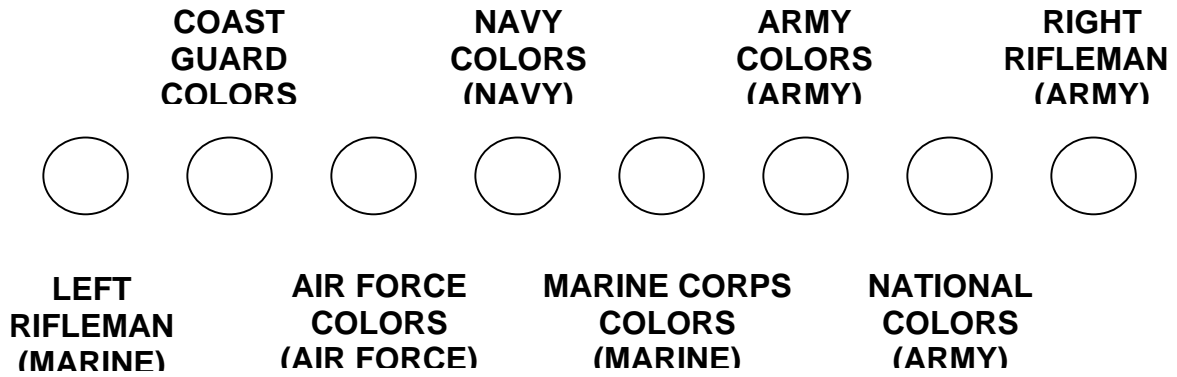 COAST
GUARD
COLORS
NAVY
COLORS
(NAVY)
ARMY
COLORS
(ARMY)
RIGHT
RIFLEMAN
(ARMY)
LEFT
RIFLEMAN
(MARINE)
AIR FORCE
COLORS
(AIR FORCE)
MARINE CORPS
COLORS
(MARINE)
NATIONAL
COLORS
(ARMY)